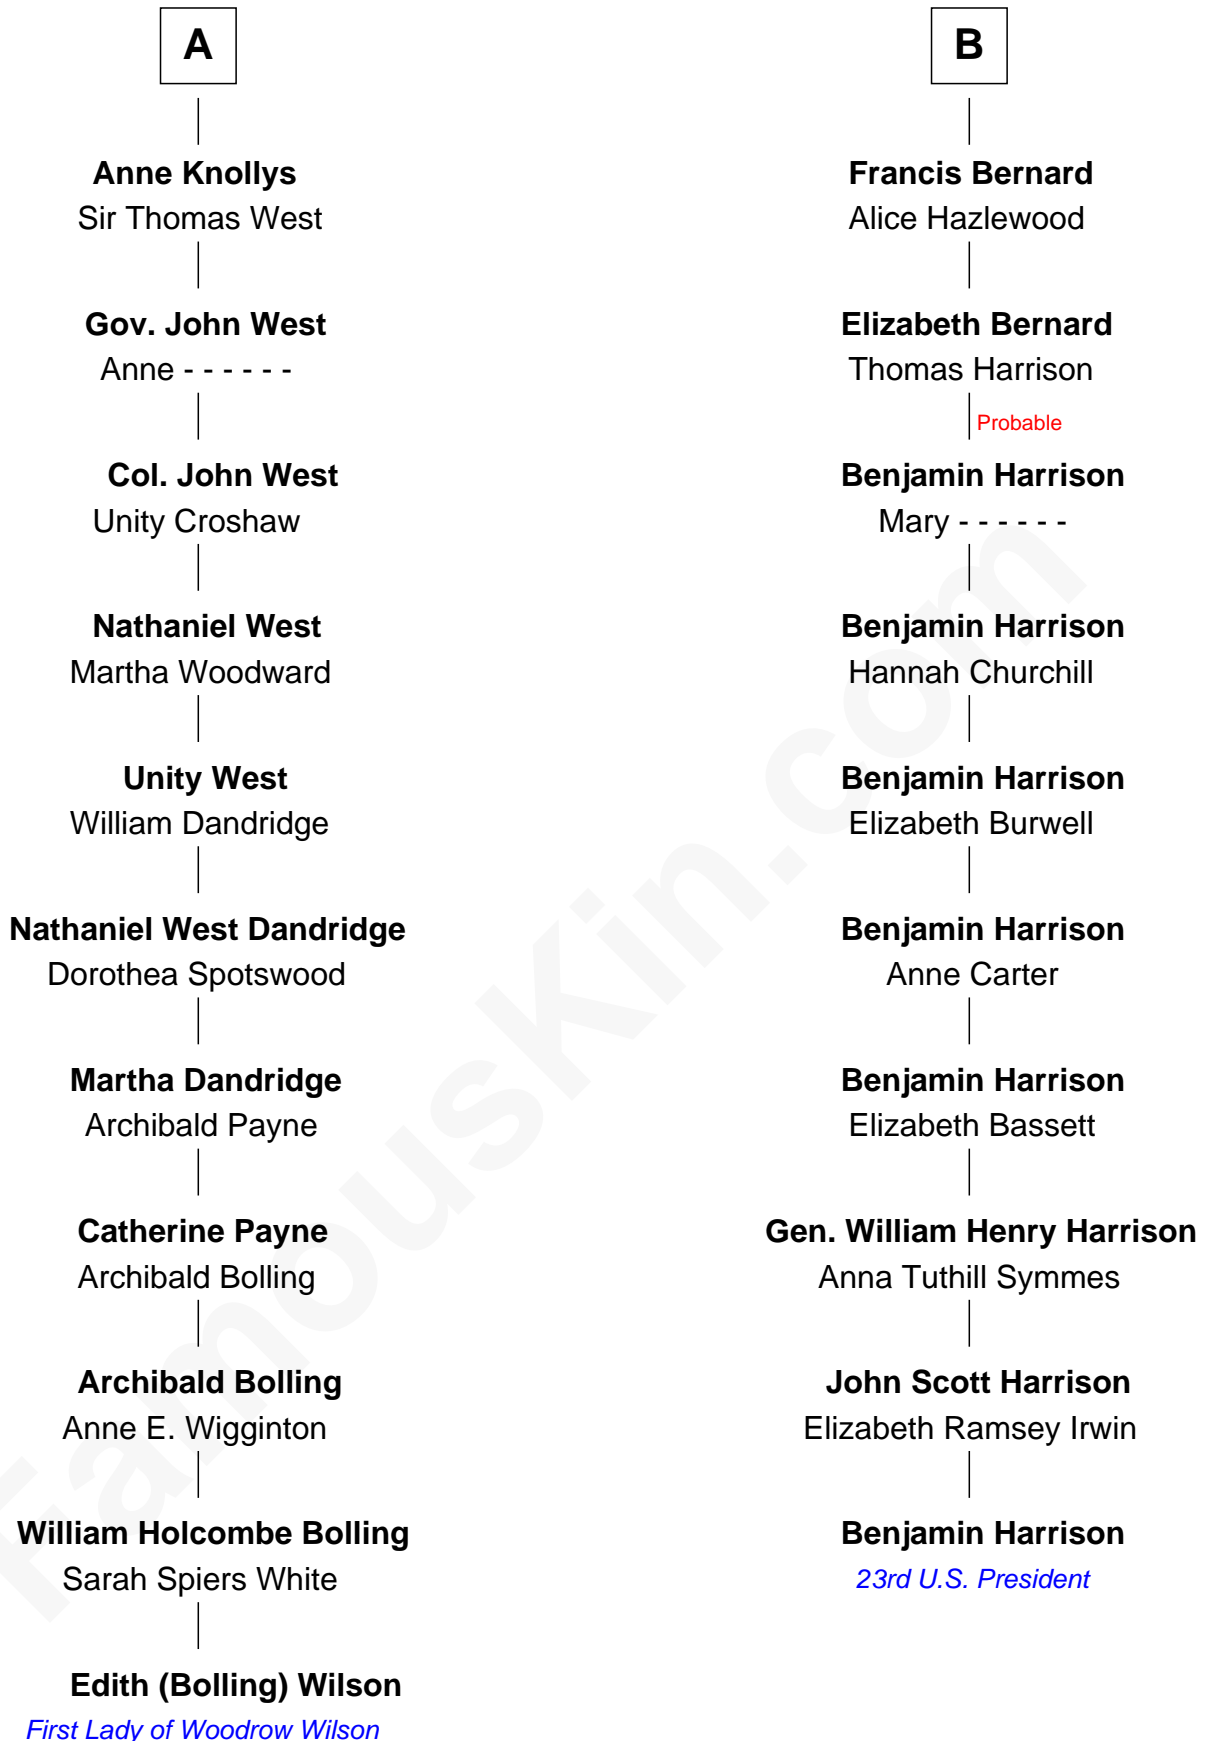 A
Anne Knollys
Sir Thomas West
Gov. John West
Anne - - - - - -
Col. John West
Unity Croshaw
Nathaniel West
Martha Woodward
Unity West
William Dandridge
Nathaniel West Dandridge
Dorothea Spotswood
Martha Dandridge
Archibald Payne
Catherine Payne
Archibald Bolling
Archibald Bolling
Anne E. Wigginton
William Holcombe Bolling
Sarah Spiers White
Edith (Bolling) Wilson
First Lady of Woodrow Wilson
B
Francis Bernard
Alice Hazlewood
Elizabeth Bernard
Thomas Harrison
Probable
Benjamin Harrison
Mary - - - - - -
Benjamin Harrison
Hannah Churchill
Benjamin Harrison
Elizabeth Burwell
Benjamin Harrison
Anne Carter
Benjamin Harrison
Elizabeth Bassett
Gen. William Henry Harrison
Anna Tuthill Symmes
John Scott Harrison
Elizabeth Ramsey Irwin
Benjamin Harrison
23rd U.S. President
FamousKin.com